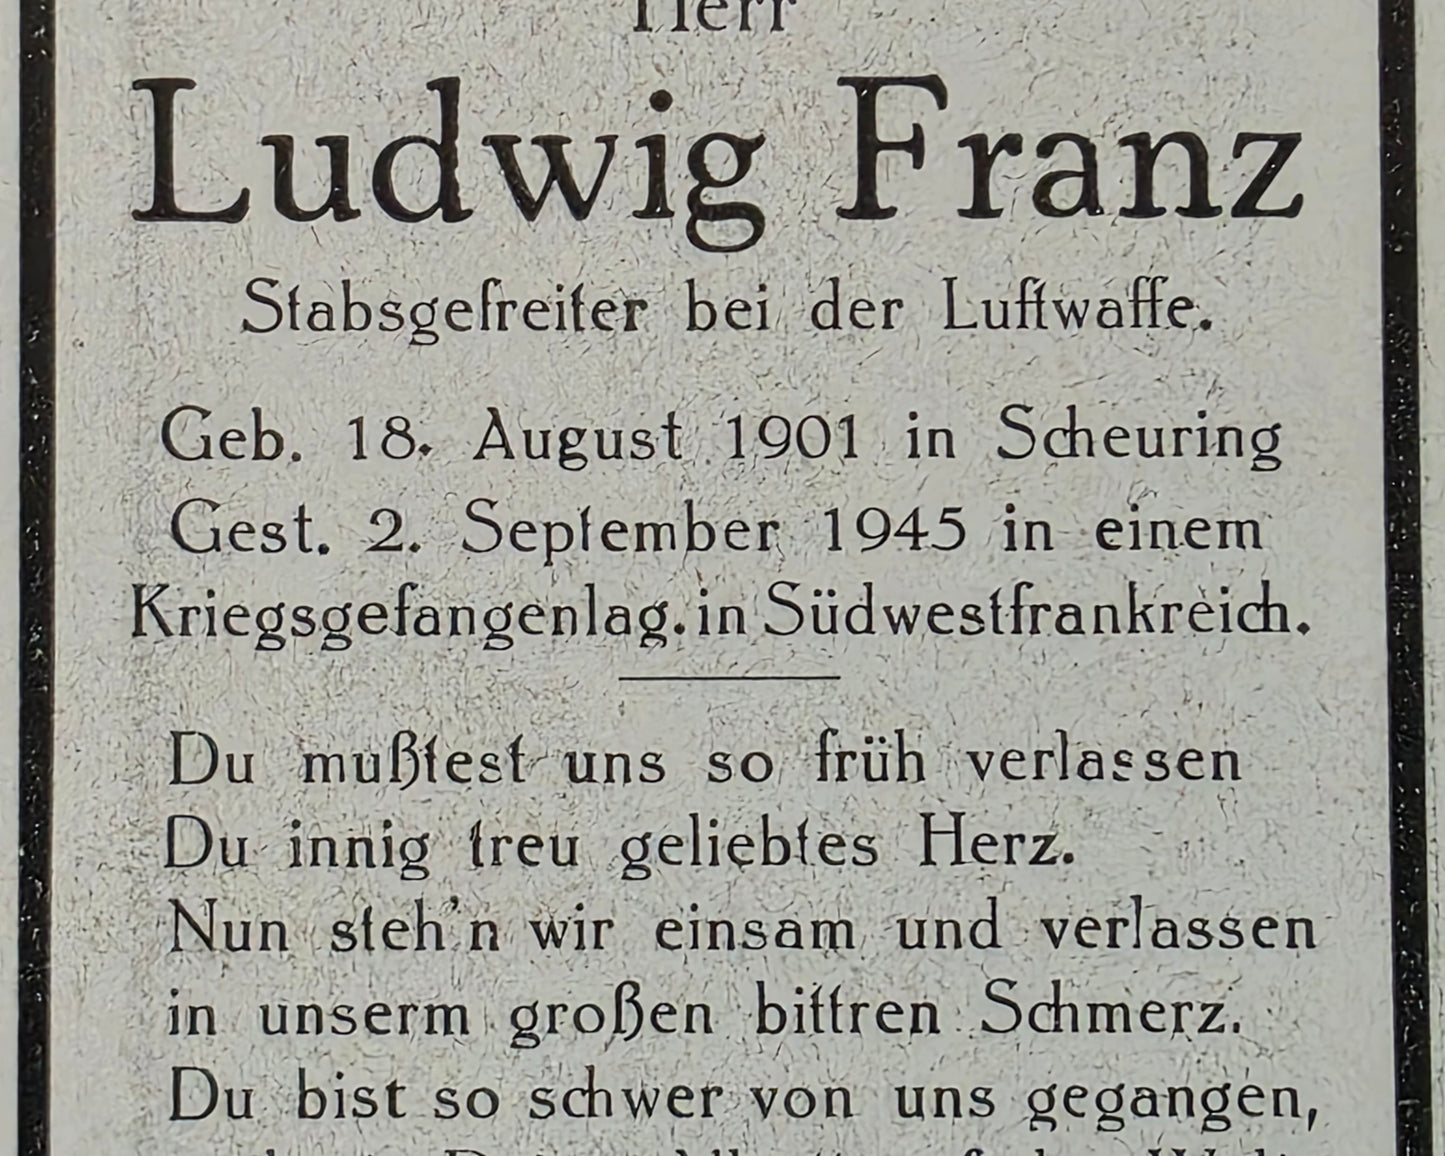 Herr
Ludwig Franz
Stabsgefreiter bei der Luftwaffe.
Geb. 18. August 1901 in Scheuring
Gest. 2. September 1945 in einem
Kriegsgefangenlag. in Südwestfrankreich.
Du mußtest uns so früh verlassen
Du innig treu geliebtes Herz.
Nun steh'n wir einsam und verlassen
in unserm großen bittren Schmerz.
Du bist so schwer von uns gegangen,